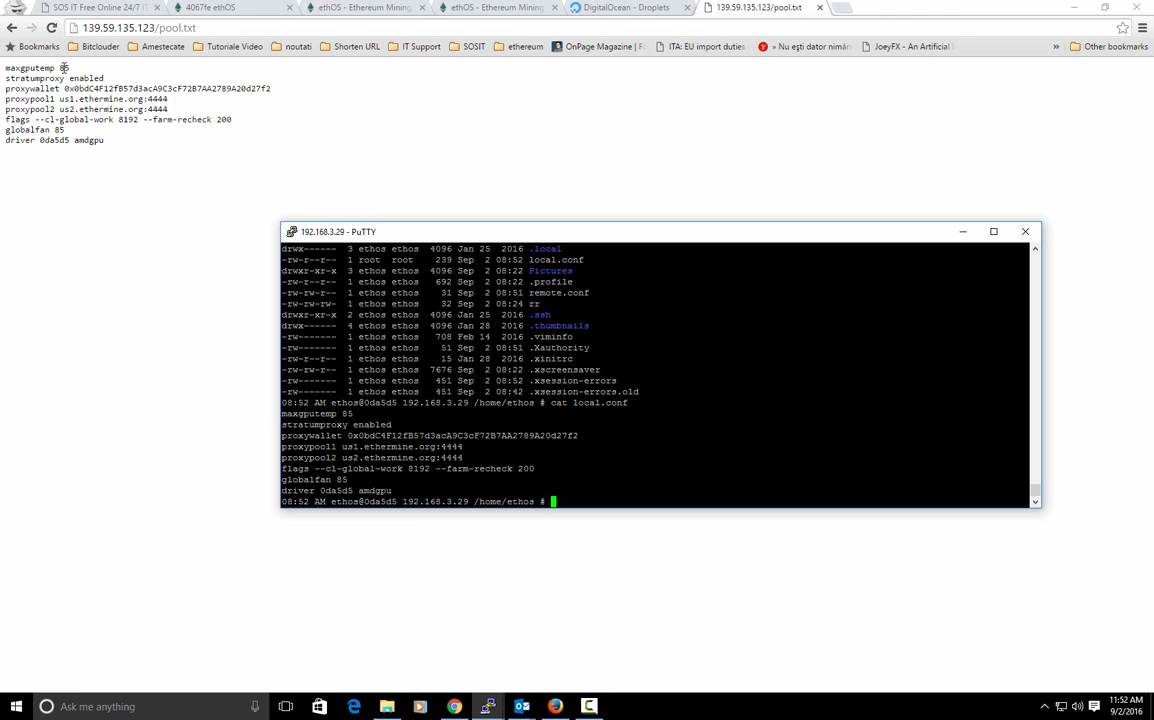 SOS IT Free Online 24/7 IT
4067fe ethOS
ethOS - Ethereum Mining
ethOS - Ethereum Mining
DigitalOcean - Droplets
139.59.135.123/pool.txt
139.59.135.123/pool.txt
Bookmarks
Bitclouder
Amestecate
Tutoriale Video
noutati
Shorten URL
IT Support
SOSIT
ethereum
OnPage Magazine | Fo
ITA: EU import duties
» Nu ești dator nimăn
JoeyFX - An Artificial
»
Other bookmarks
maxgputemp 85
stratumproxy enabled
proxywallet 0x0bdC4F12fB57d3acA9C3cF72B7AA2789A20d27f2
proxypool1 us1.ethermine.org:4444
proxypool2 us2.ethermine.org:4444
flags --cl-global-work 8192 --farm-recheck 200
globalfan 85
driver 0da5d5 amdgpu
192.168.3.29 - PuTTY
drwx------ 3 ethos ethos 4096 Jan 25 2016 .local
-rw-r--r-- 1 root root 239 Sep 2 08:52 local.conf
drwxr-xr-x 3 ethos ethos 4096 Sep 2 08:22 Pictures
-rw-r--r-- 1 ethos ethos 692 Sep 2 08:22 .profile
-rw-r--r-- 1 ethos ethos 31 Sep 2 08:51 remote.conf
-rw-rw-rw- 1 ethos ethos 32 Sep 2 08:24 rr
drwxr-xr-x 2 ethos ethos 4096 Jan 25 2016 .ssh
drwx------ 4 ethos ethos 4096 Jan 28 2016 .thumbnails
-rw------- 1 ethos ethos 708 Feb 14 2016 .viminfo
-rw------- 1 ethos ethos 51 Sep 2 08:51 .Xauthority
-rw-r--r-- 1 ethos ethos 15 Jan 28 2016 .xinitrc
-rw-r--r-- 1 ethos ethos 7676 Sep 2 08:22 .xscreensaver
-rw------- 1 ethos ethos 451 Sep 2 08:52 .xsession-errors
-rw------- 1 ethos ethos 451 Sep 2 08:42 .xsession-errors.old
08:52 AM ethos@0da5d5 192.168.3.29 /home/ethos # cat local.conf
maxgputemp 85
stratumproxy enabled
proxywallet 0x0bdC4F12fB57d3acA9C3cF72B7AA2789A20d27f2
proxypool1 us1.ethermine.org:4444
proxypool2 us2.ethermine.org:4444
flags --cl-global-work 8192 --farm-recheck 200
globalfan 85
driver 0da5d5 amdgpu
08:52 AM ethos@0da5d5 192.168.3.29 /home/ethos #
Ask me anything
11:52 AM
9/2/2016